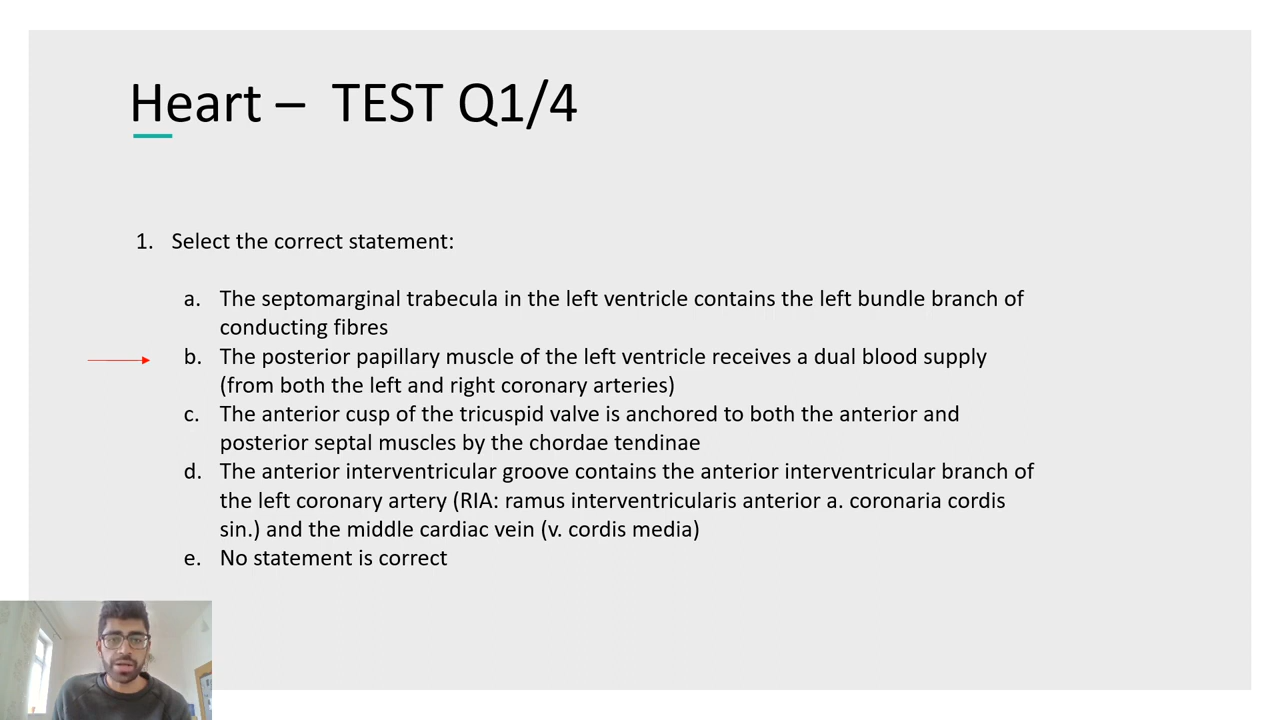 Heart – TEST Q1/4
1. Select the correct statement:
a. The septomarginal trabecula in the left ventricle contains the left bundle branch of
conducting fibres
b. The posterior papillary muscle of the left ventricle receives a dual blood supply
(from both the left and right coronary arteries)
c. The anterior cusp of the tricuspid valve is anchored to both the anterior and
posterior septal muscles by the chordae tendinae
d. The anterior interventricular groove contains the anterior interventricular branch of
the left coronary artery (RIA: ramus interventricularis anterior a. coronaria cordis
sin.) and the middle cardiac vein (v. cordis media)
e. No statement is correct